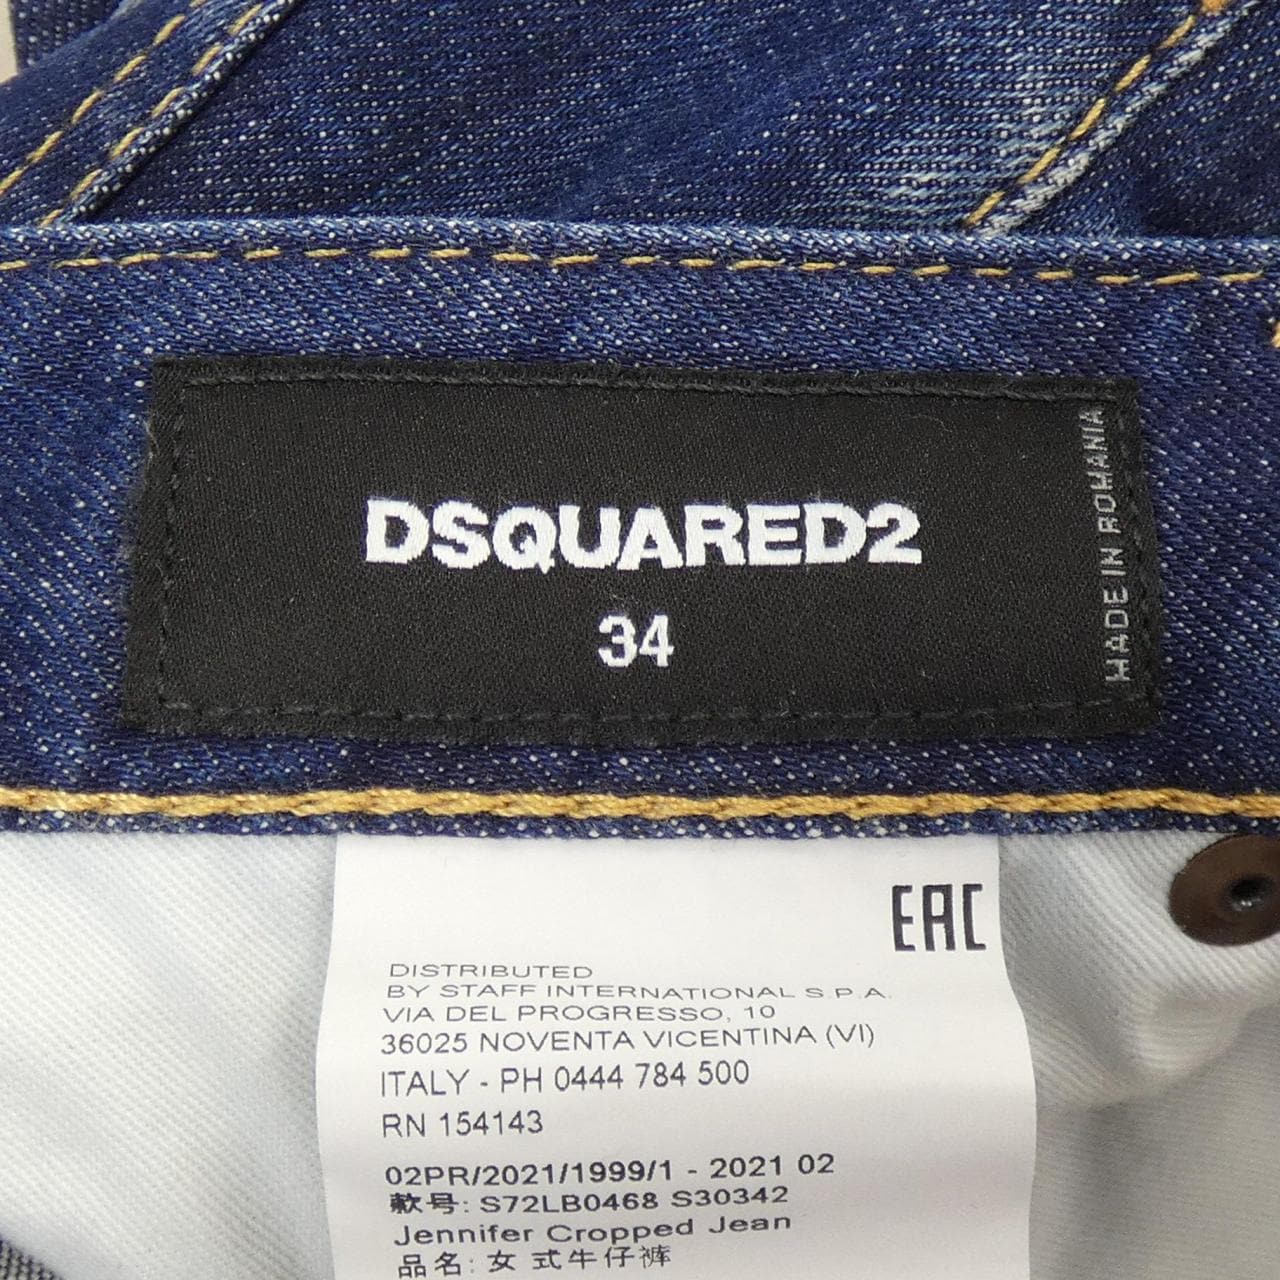 DSQUARED2
34
MADE IN ROMANIA
EAC
DISTRIBUTED
BY STAFF INTERNATIONAL S.P.A.
VIA DEL PROGRESSO, 10
36025 NOVENTA VICENTINA (VI)
ITALY - PH 0444 784 500
RN 154143
02PR/2021/1999/1 - 2021 02
款号: S72LB0468 S30342
Jennifer Cropped Jean
品名: 女式牛仔裤